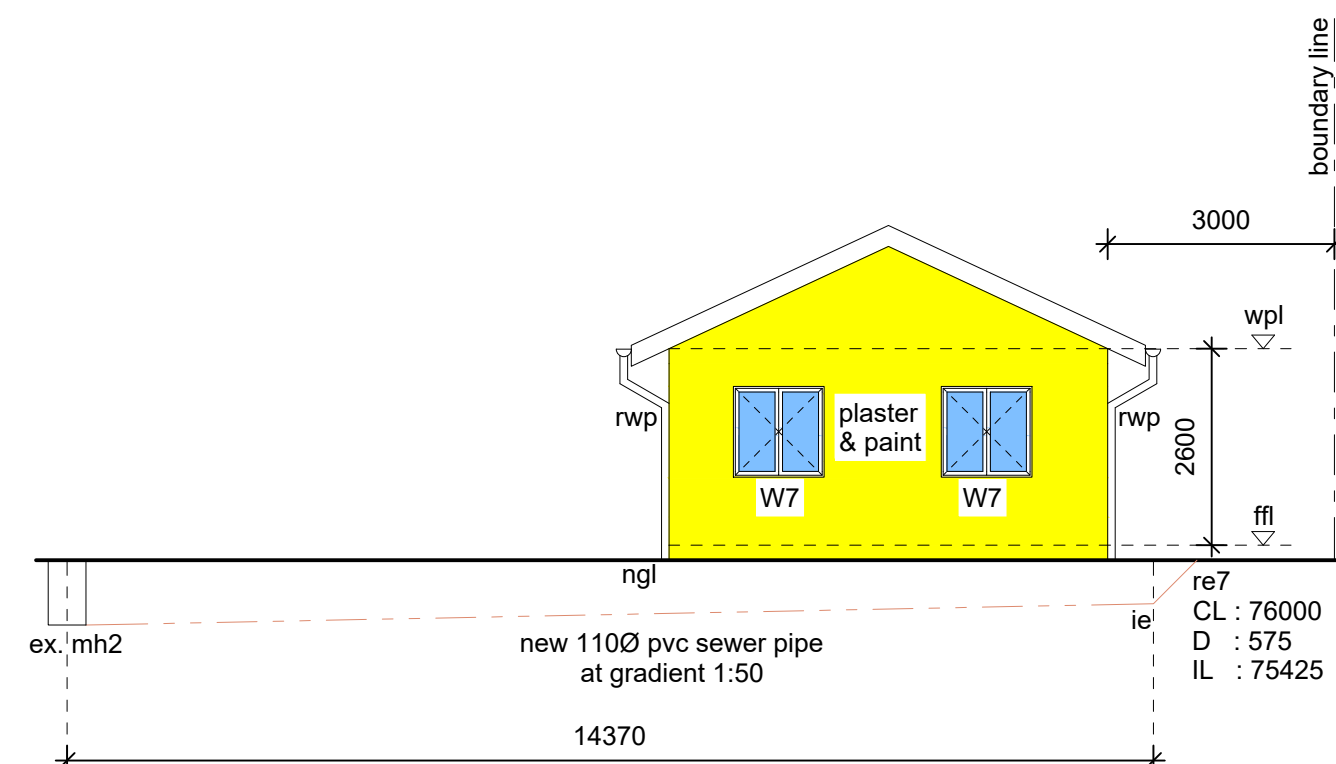 boundary line
3000
wpl
rwp
plaster
& paint
rwp
2600
W7
W7
ffl
ngl
re7
CL : 76000
D : 575
IL : 75425
ie
ex. mh2
new 110Ø pvc sewer pipe
at gradient 1:50
14370